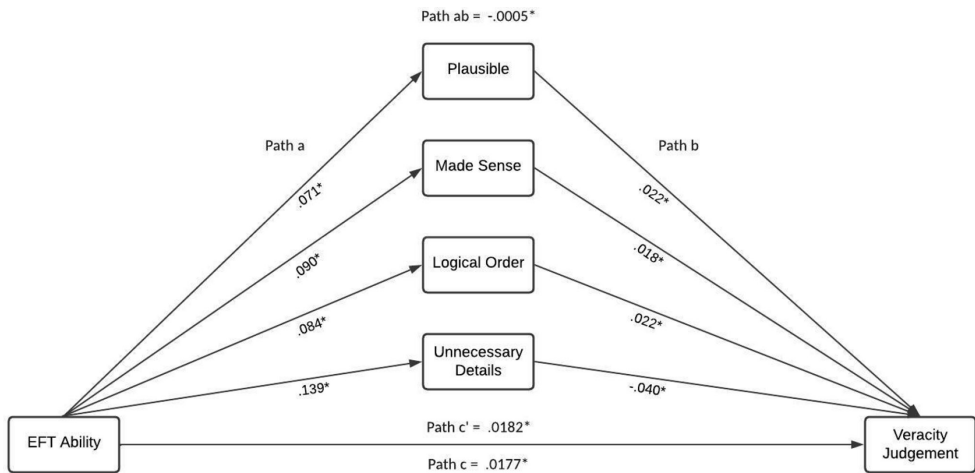 Path ab = -.0005*
Plausible
Path a
Path b
Made Sense
.071*
.022*
.090*
.018*
Logical Order
.084*
.022*
Unnecessary
Details
.139*
-.040*
EFT Ability
Path c' = .0182*
Path c = .0177*
Veracity
Judgement